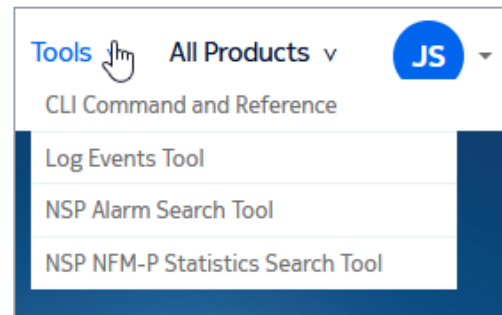 Tools All Products v JS
CLI Command and Reference
Log Events Tool
NSP Alarm Search Tool
NSP NFM-P Statistics Search Tool